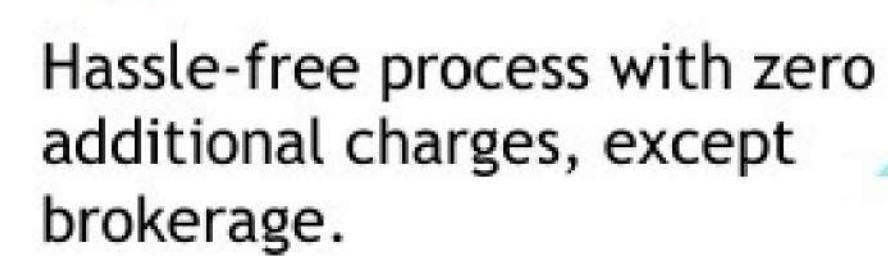 Hassle-free process with zero
additional charges, except
brokerage.